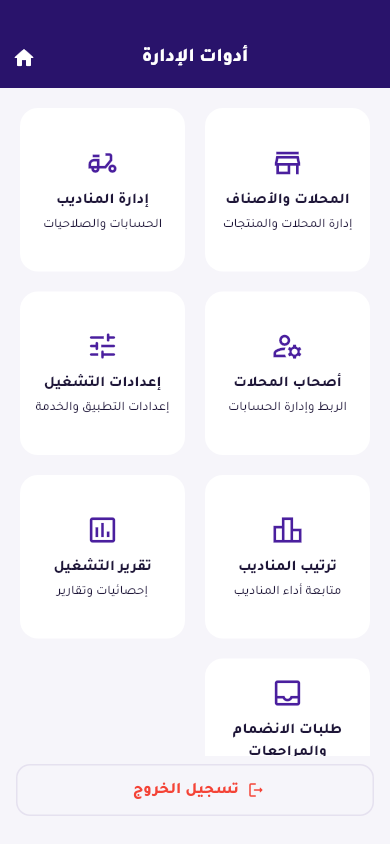 أدوات الإدارة
المحلات والأصناف
إدارة المحلات والمنتجات
إدارة المناديب
الحسابات والصلاحيات
أصحاب المحلات
الربط وإدارة الحسابات
إعدادات التشغيل
إعدادات التطبيق والخدمة
ترتيب المناديب
متابعة أداء المناديب
تقرير التشغيل
إحصائيات وتقارير
طلبات الانضمام
والمراجعات
تسجيل الخروج